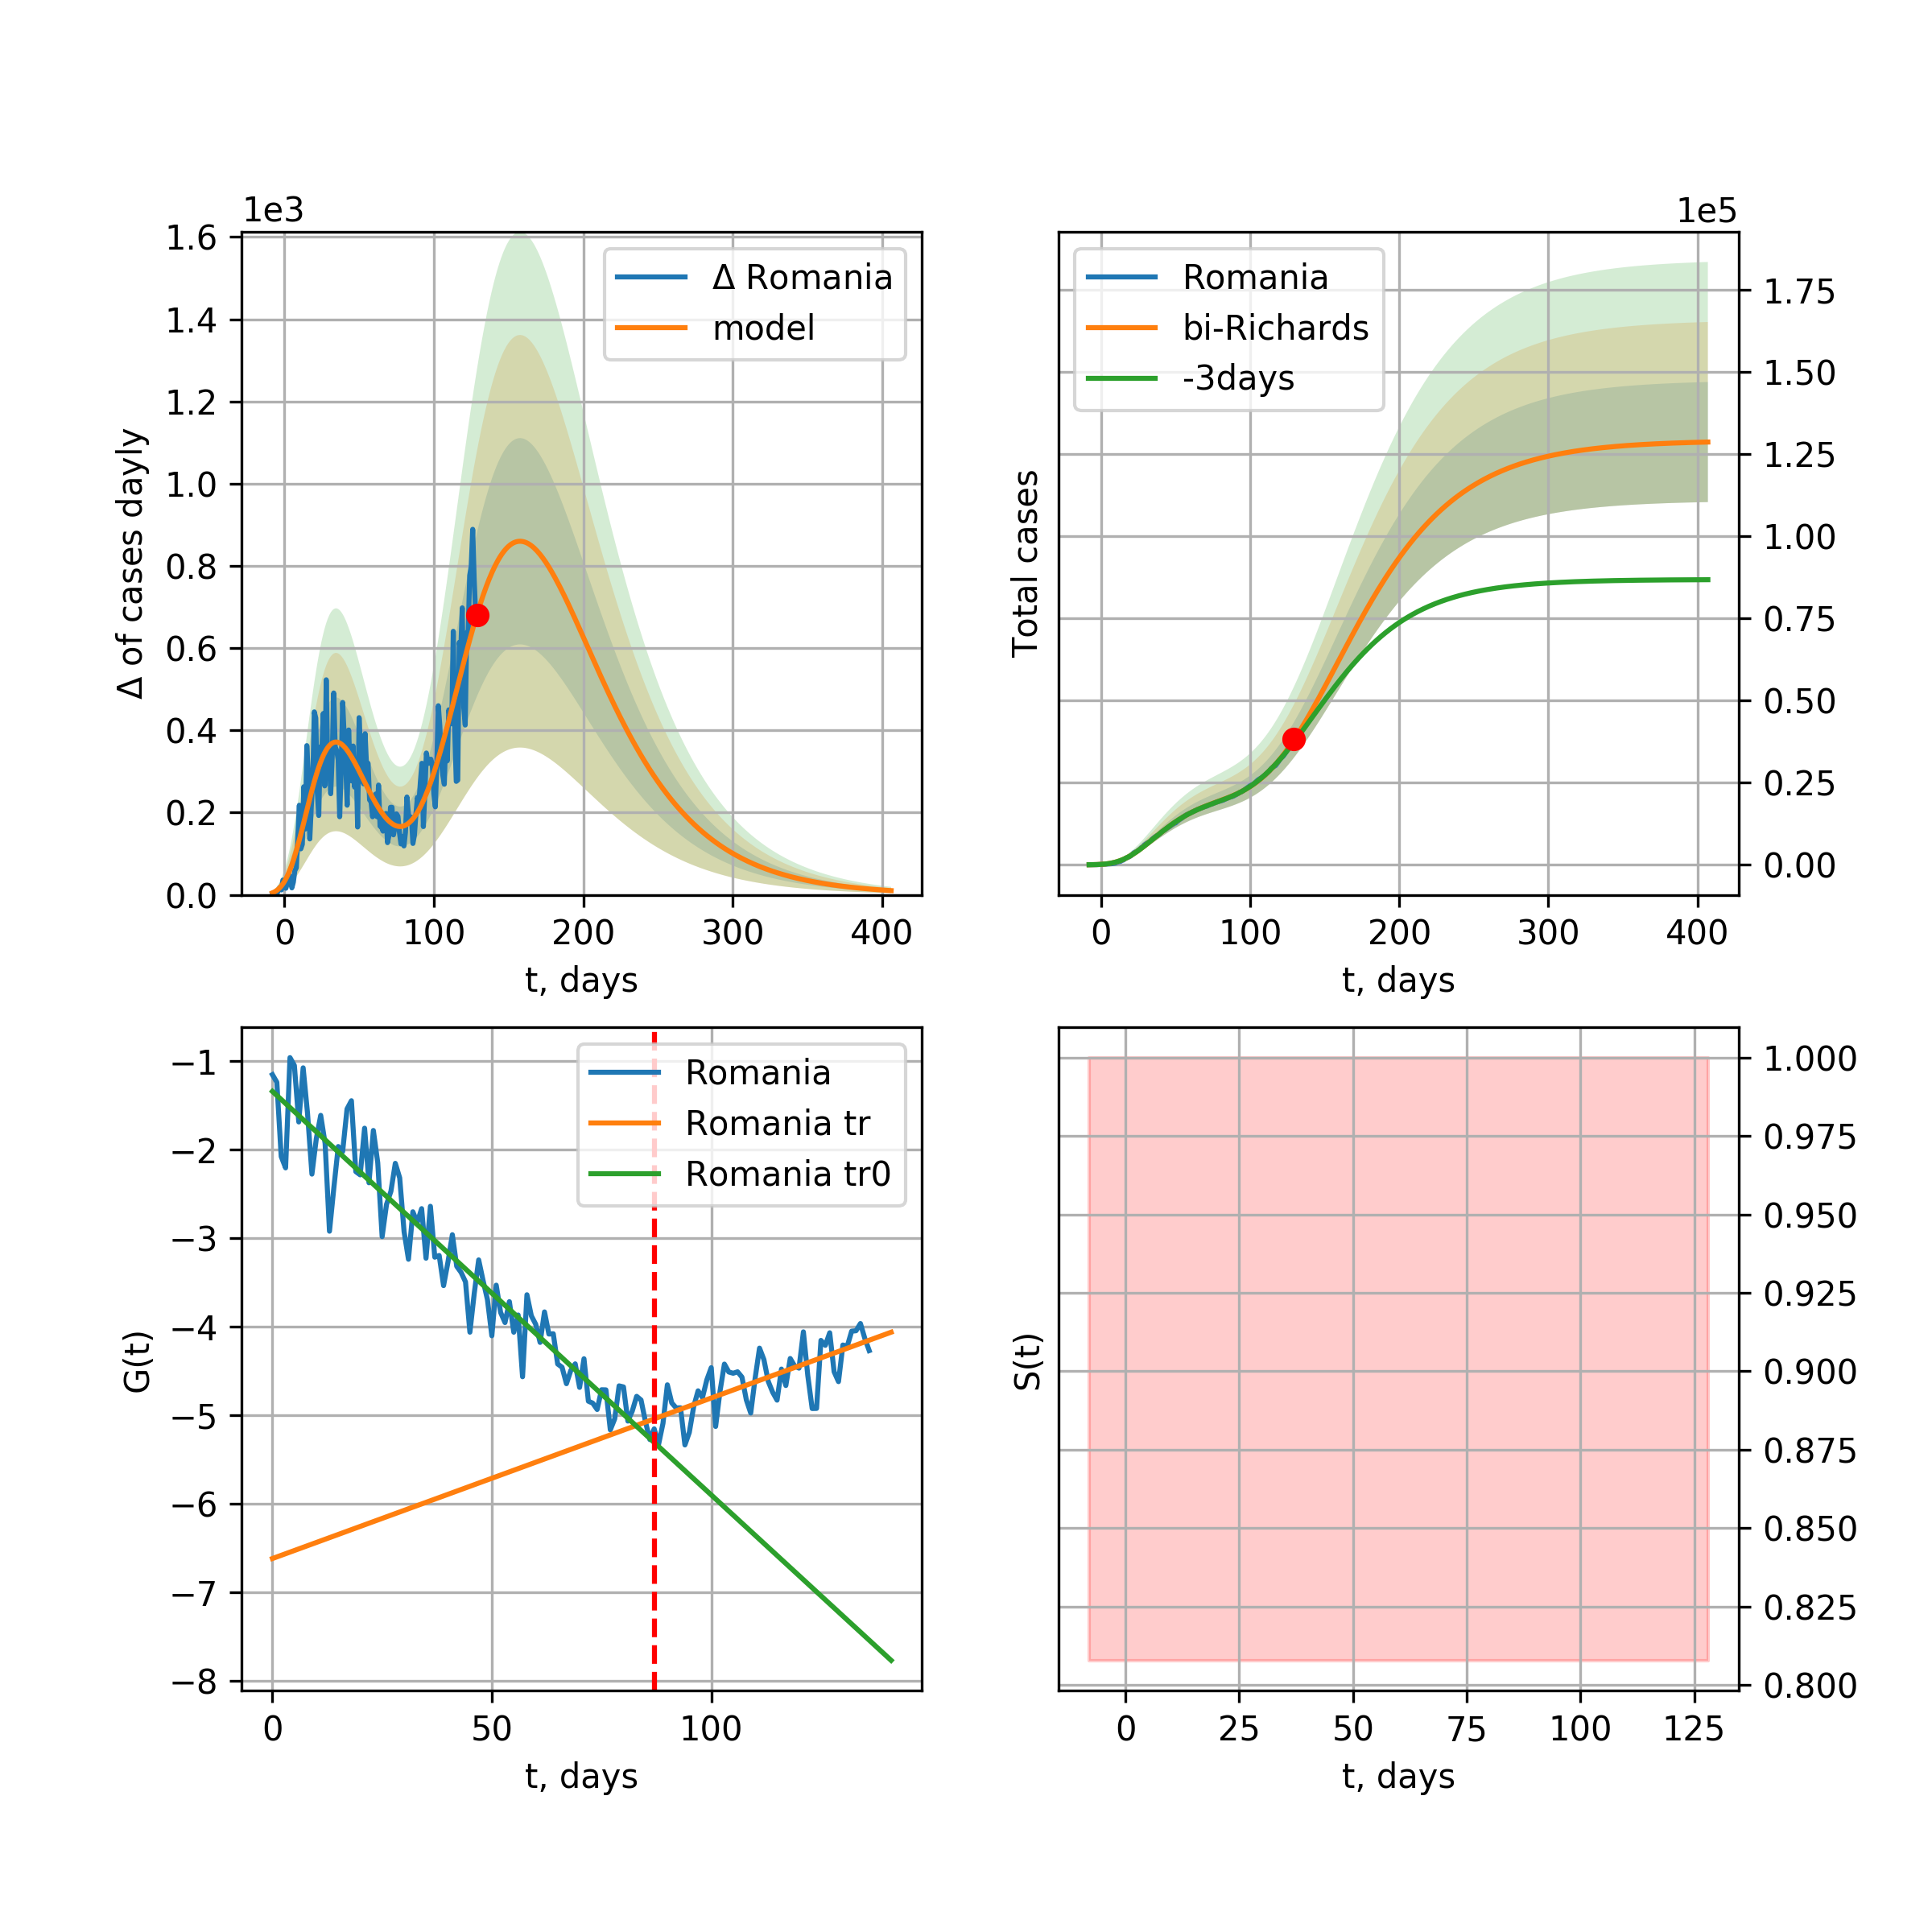 1e3
1.6
1.4
1.2
1.0
0.8
0.6
0.4
0.2
0.0
Δ of cases dayly
0 100 200 300 400
t, days
Δ Romania
model
1e5
1.75
1.50
1.25
1.00
0.75
0.50
0.25
0.00
Total cases
0 100 200 300 400
t, days
Romania
bi-Richards
-3days
−1
−2
−3
−4
−5
−6
−7
−8
G(t)
0 50 100
t, days
Romania
Romania tr
Romania tr0
1.000
0.975
0.950
0.925
0.900
0.875
0.850
0.825
0.800
S(t)
0 25 50 75 100 125
t, days